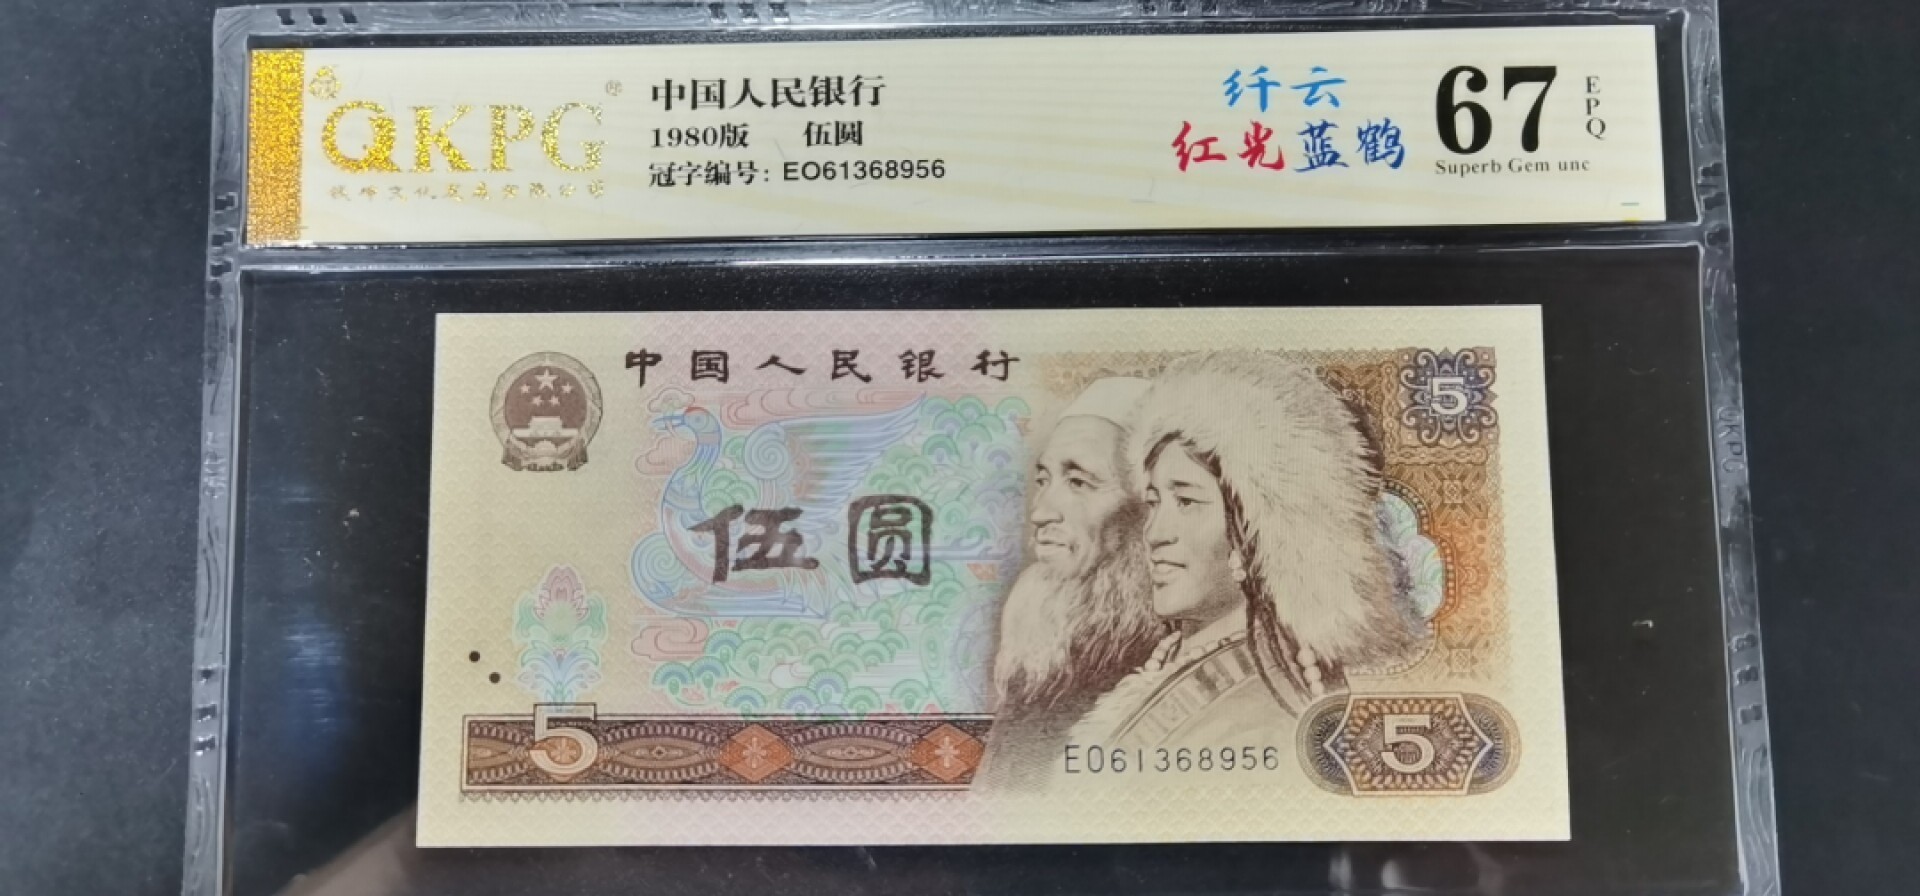 QKPG
中国人民银行
1980版 伍圆
冠字编号: EO61368956
纤云
红光蓝鹤
67
EPQ
Superb Gem unc
中国人民银行
5
伍圆
5
EO61368956
5
QKPG